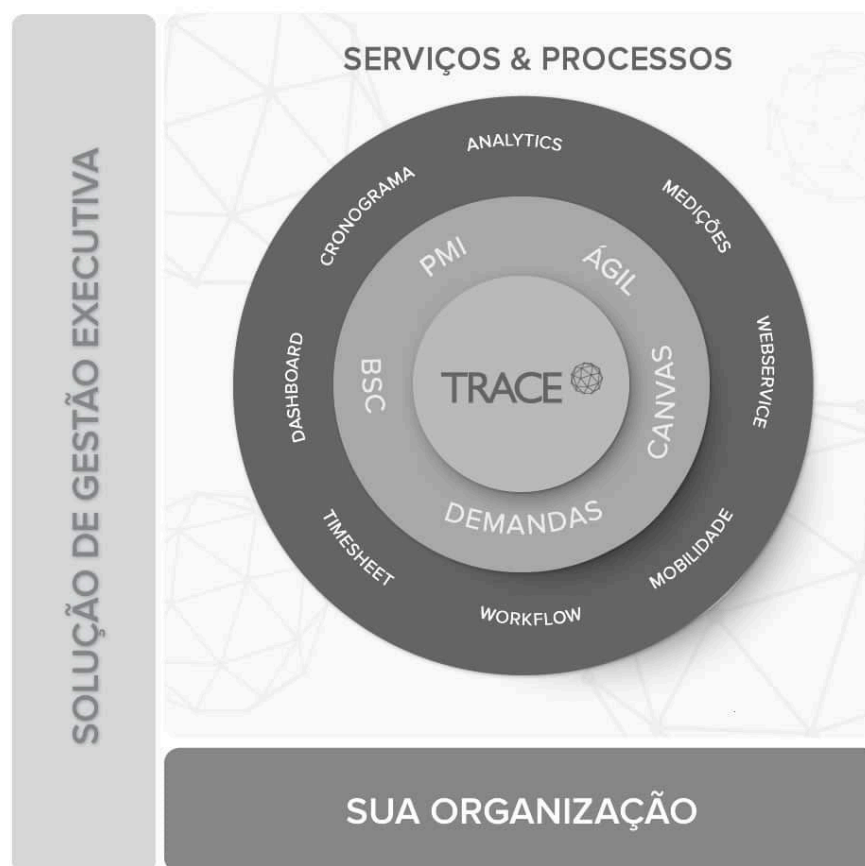 SOLUÇÃO DE GESTÃO EXECUTIVA
SERVIÇOS & PROCESSOS
ANALYTICS
MEDIÇÕES
WEBSERVICE
MOBILIDADE
WORKFLOW
TIMESHEET
DASHBOARD
CRONOGRAMA
PMI
ÁGIL
CANVAS
DEMANDAS
BSC
TRACE
SUA ORGANIZAÇÃO